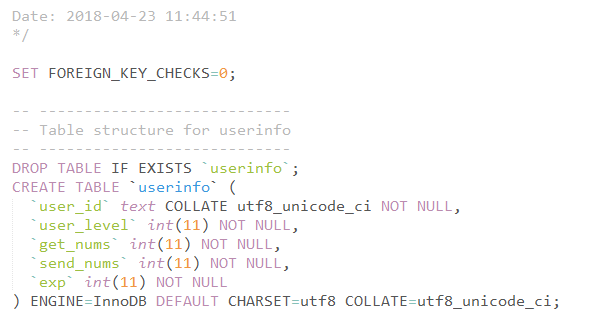 Date: 2018-04-23 11:44:51
*/
SET FOREIGN_KEY_CHECKS=0;
-- ----------------------------
-- Table structure for userinfo
-- ----------------------------
DROP TABLE IF EXISTS `userinfo`;
CREATE TABLE `userinfo` (
`user_id` text COLLATE utf8_unicode_ci NOT NULL,
`user_level` int(11) NOT NULL,
`get_nums` int(11) NOT NULL,
`send_nums` int(11) NOT NULL,
`exp` int(11) NOT NULL
) ENGINE=InnoDB DEFAULT CHARSET=utf8 COLLATE=utf8_unicode_ci;